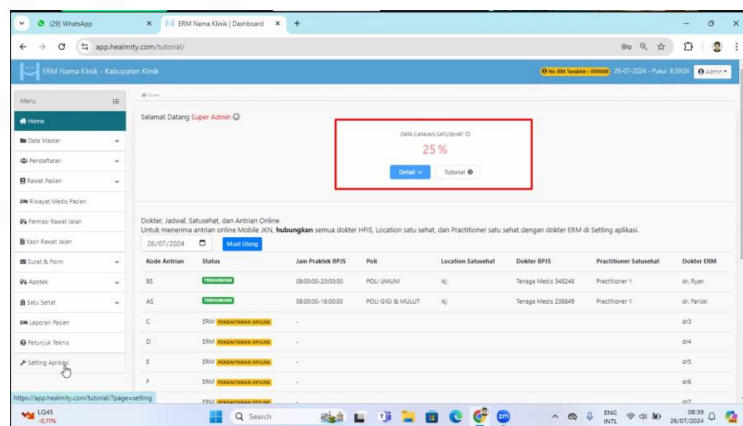 (29) WhatsApp
ERM Nama Klinik | Dashboard
app.healmity.com/tutorial/
ERM Nama Klinik - Kabupaten Klinik
No RM Terakhir : 000008
26-07-2024 - Pukul 8:39:03
Admin
Menu
Home
Home
Selamat Datang Super Admin
Data Master
Pendaftaran
Rawat Pasien
Riwayat Medis Pasien
Farmasi Rawat Jalan
Kasir Rawat Jalan
Surat & Form
Apotek
Satu Sehat
Laporan Pasien
Petunjuk Teknis
Setting Aplikasi
DATA CAPAIAN SATUSEHAT
25 %
Detail
Tutorial
Dokter, Jadwal, Satusehat, dan Antrian Online
Untuk menerima antrian online Mobile JKN, hubungkan semua dokter HFIS, Location satu sehat, dan Practitioner satu sehat dengan dokter ERM di Setting aplikasi.
26/07/2024 Muat Ulang
Kode Antrian Status Jam Praktek BPJS Poli Location Satusehat Dokter BPJS Practitioner Satusehat Dokter ERM
BS TERHUBUNG 08:00:00-20:00:00 POLI UMUM lkj Tenaga Medis 348248 Practitioner 1 dr. Ryan
AS TERHUBUNG 08:00:00-16:00:00 POLI GIGI & MULUT lkj Tenaga Medis 208849 Practitioner 1 dr. Fariski
C ERM PENDAFTARAN OFFLINE - dr3
D ERM PENDAFTARAN OFFLINE - dr4
E ERM PENDAFTARAN OFFLINE - dr5
F ERM PENDAFTARAN OFFLINE - dr6
ERM PENDAFTARAN OFFLINE dr7
https://app.healmity.com/tutorial/?page=setting
LQ45
-0,11%
Search
ENG
INTL
08:39
26/07/2024